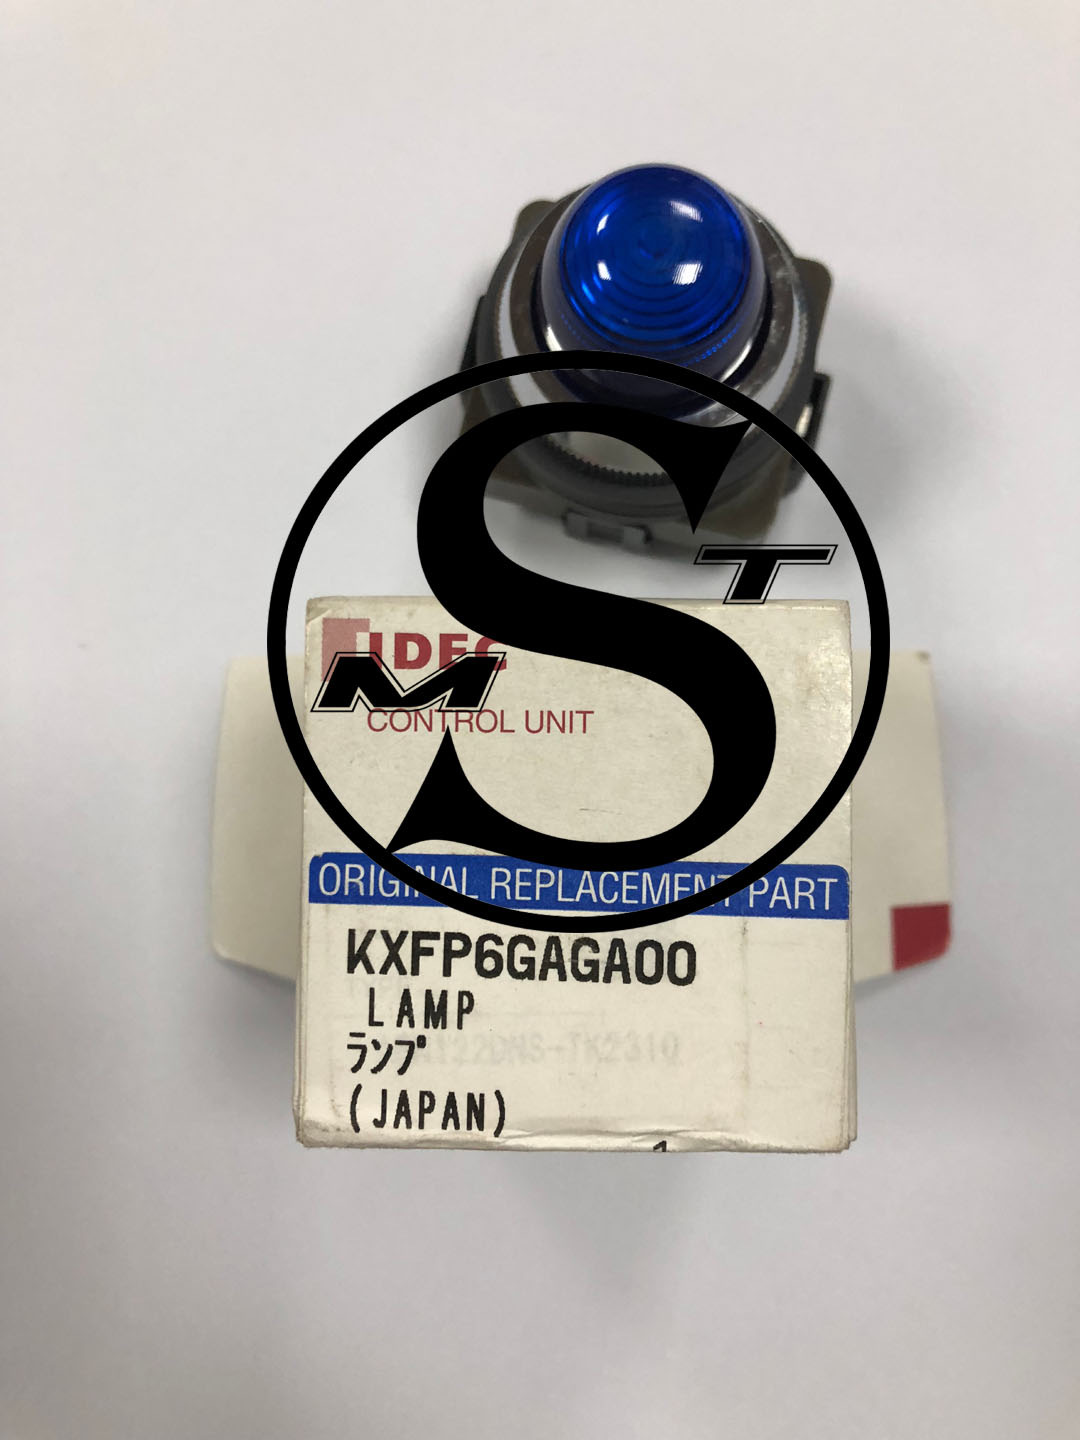 S
T
M
IDEC
CONTROL UNIT
ORIGINAL REPLACEMENT PART
KXFP6GAGA00
LAMP
ランプ
(JAPAN)
1